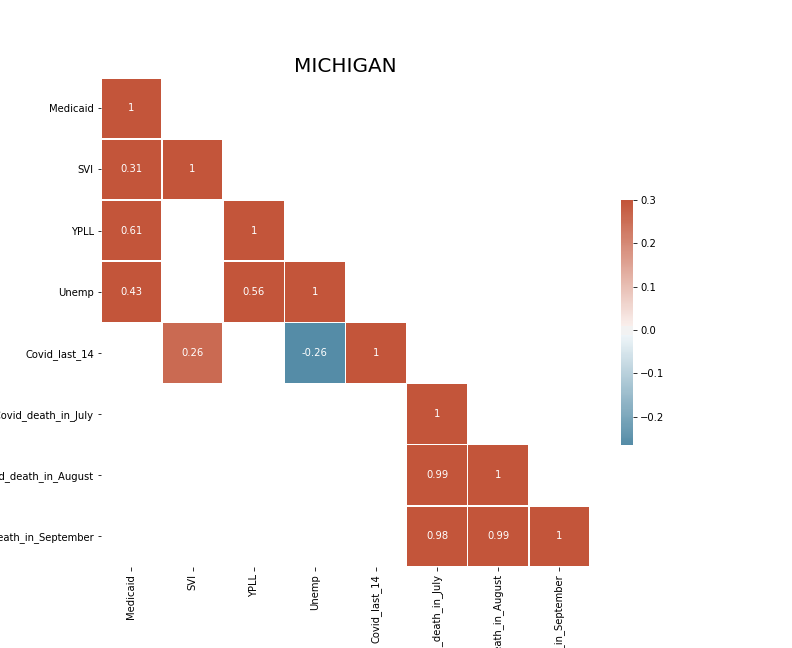 MICHIGAN
Medicaid 1
SVI 0.31 1
YPLL 0.61 1
Unemp 0.43 0.56 1
Covid_last_14 0.26 -0.26 1
ovid_death_in_July 1
d_death_in_August 0.99 1
eath_in_September 0.98 0.99 1
0.3
0.2
0.1
0.0
−0.1
−0.2
Medicaid
SVI
YPLL
Unemp
Covid_last_14
_death_in_July
ath_in_August
_in_September